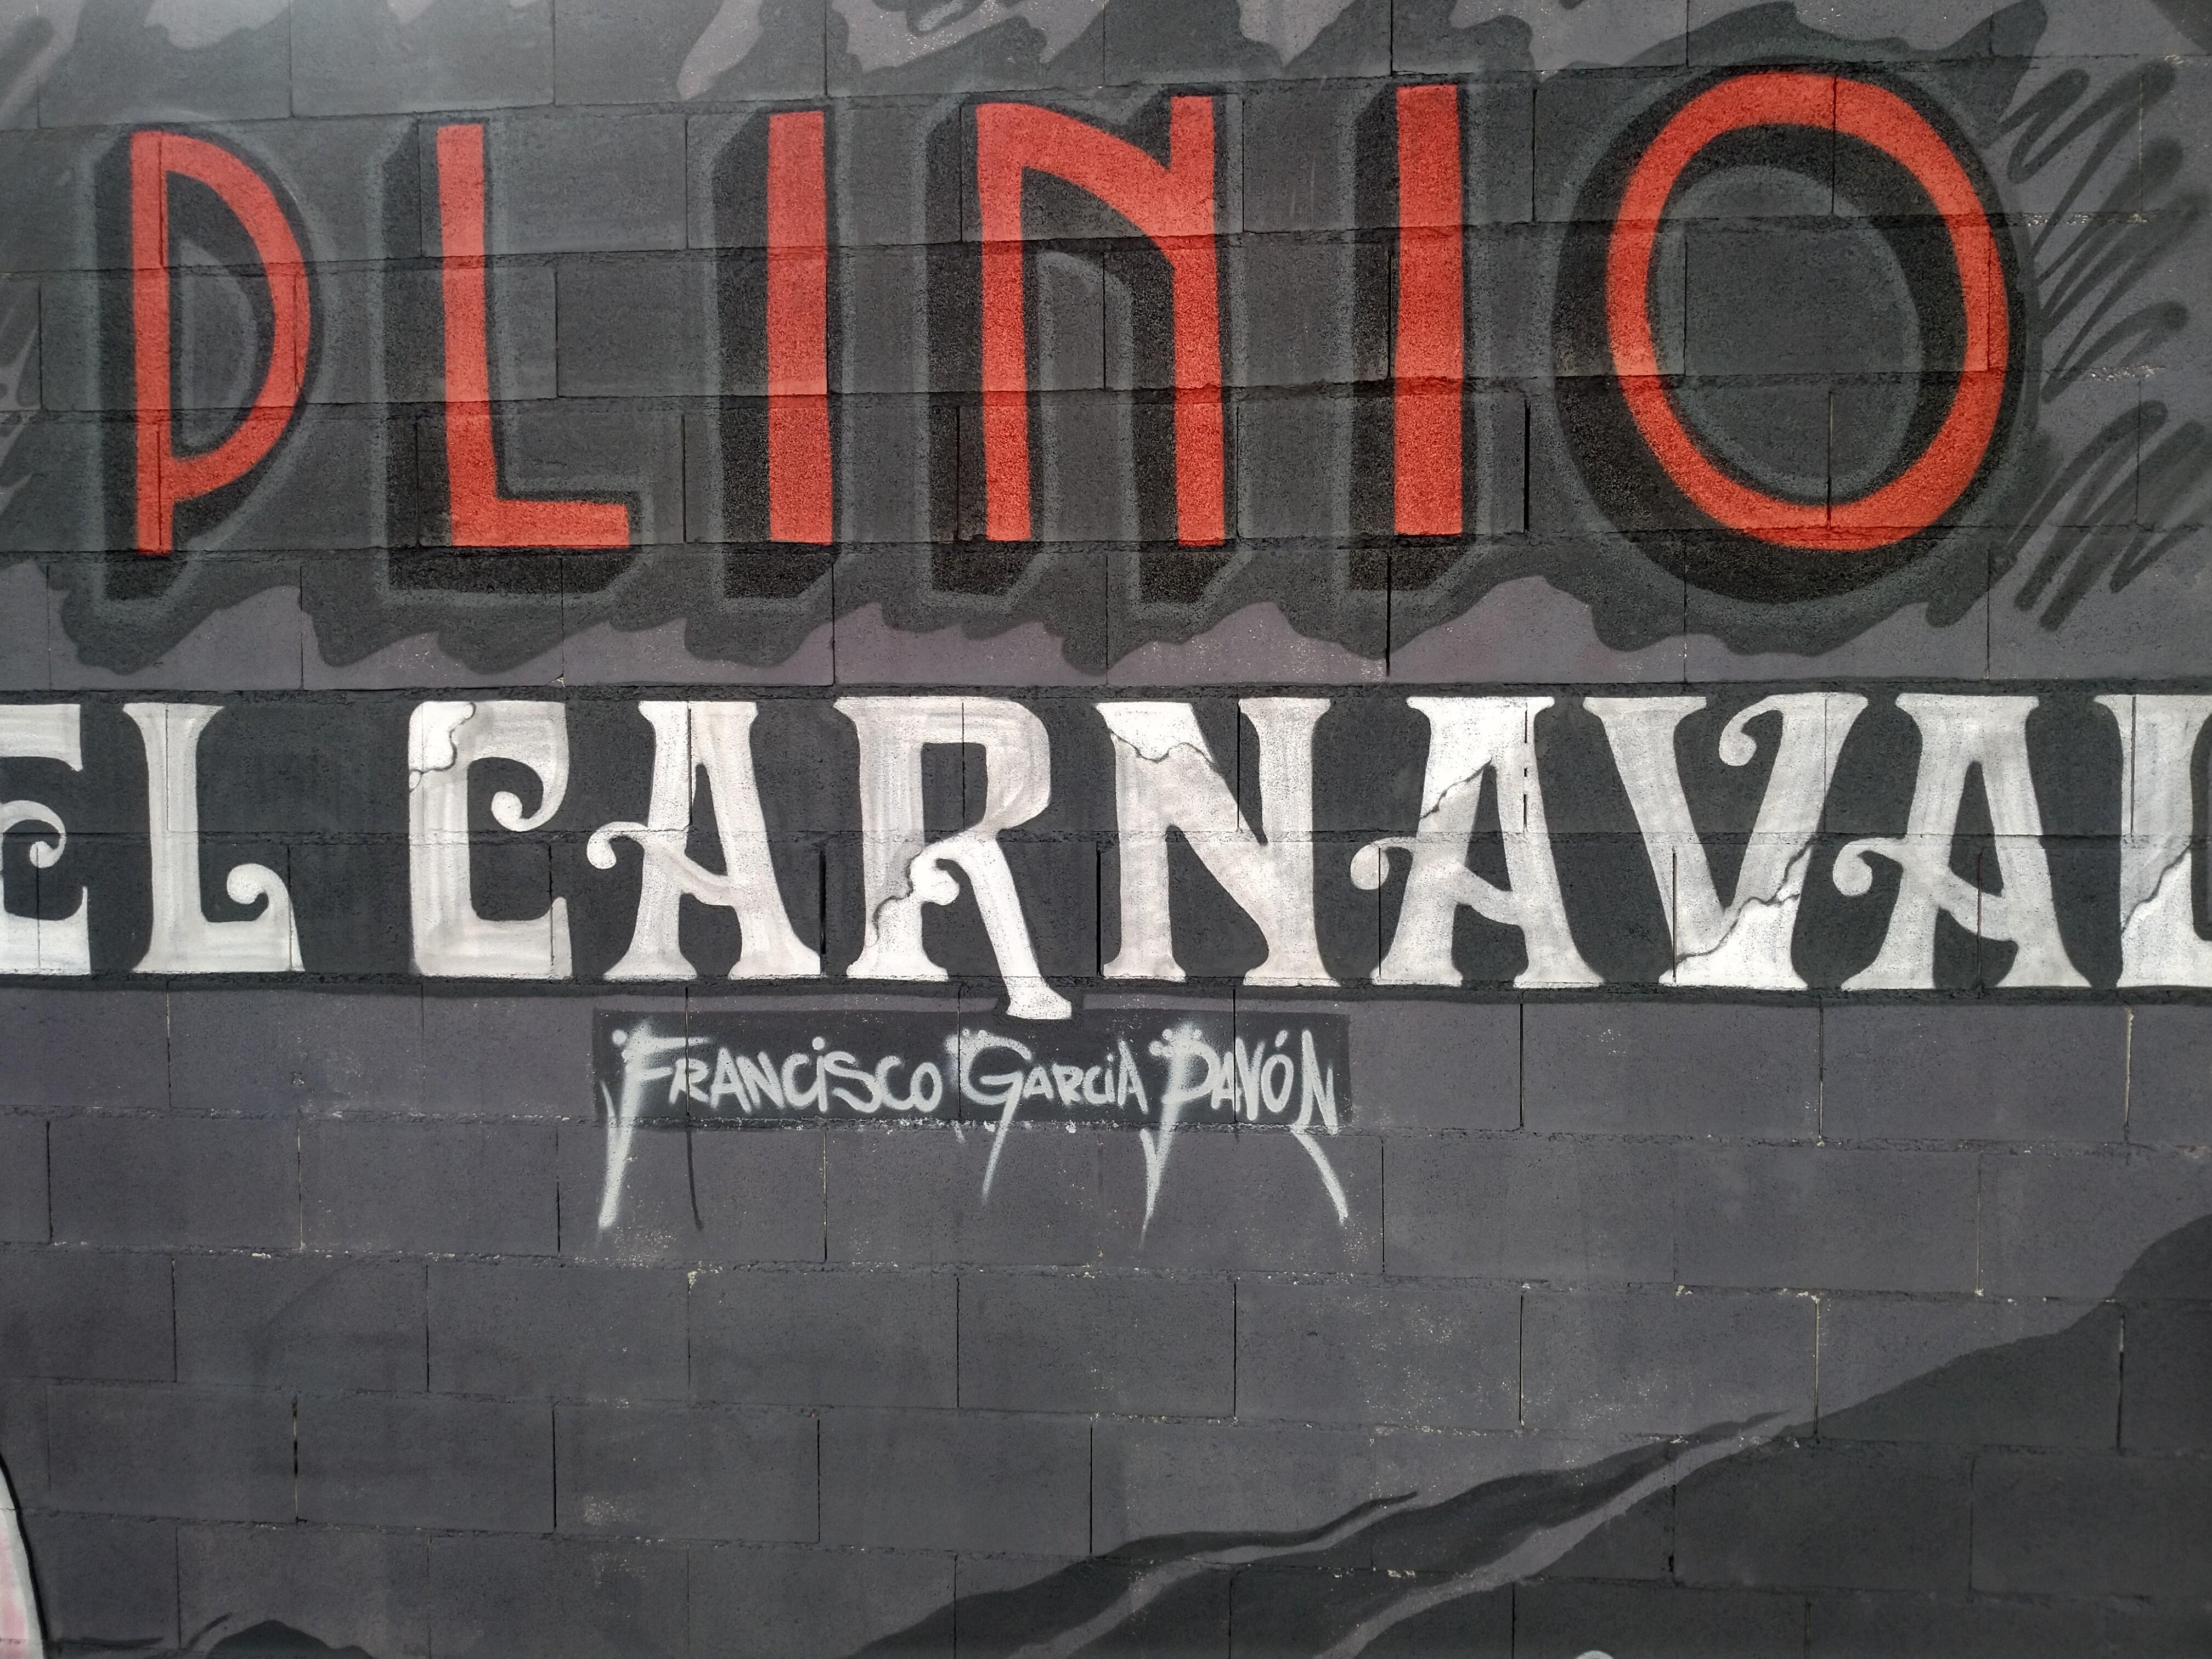 PLINIO
EL CARNAVAL
FRANCISCO GARCIA PAVÓN